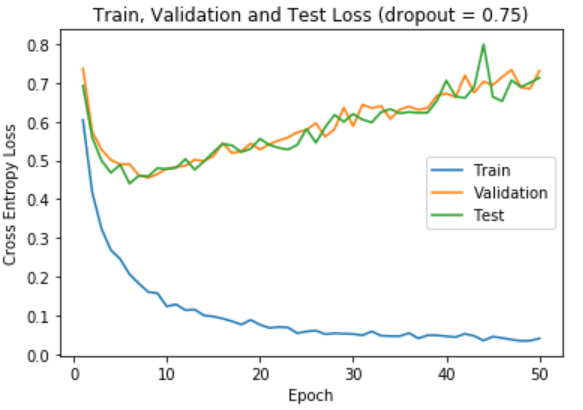 Train, Validation and Test Loss (dropout = 0.75)
Cross Entropy Loss
0.8
0.7
0.6
0.5
0.4
0.3
0.2
0.1
0.0
Train
Validation
Test
0 10 20 30 40 50
Epoch